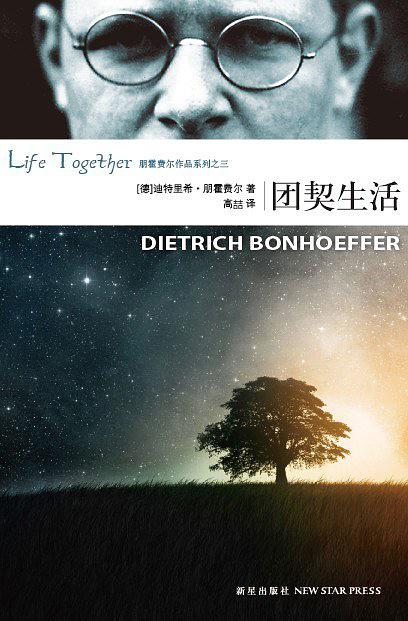 Life Together 朋霍费尔作品系列之三
[德]迪特里希·朋霍费尔 著
高喆 译
团契生活
DIETRICH BONHOEFFER
新星出版社 NEW STAR PRESS